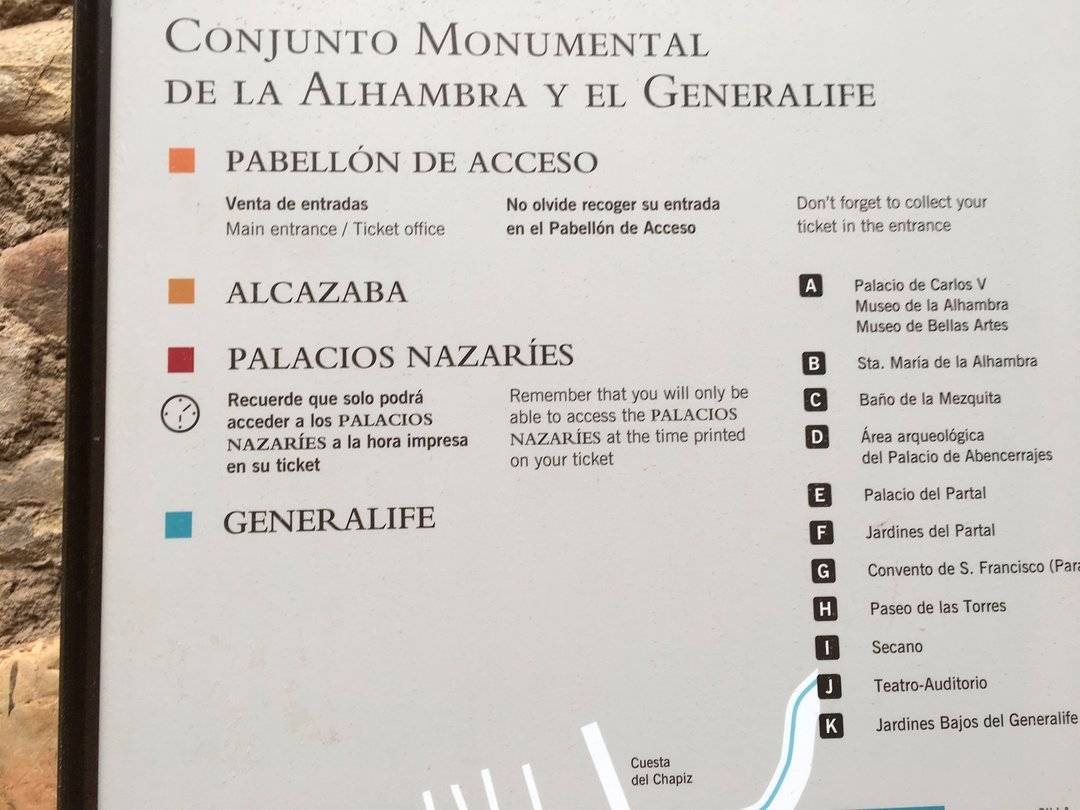 CONJUNTO MONUMENTAL
DE LA ALHAMBRA Y EL GENERALIFE
PABELLÓN DE ACCESO
Venta de entradas
Main entrance / Ticket office
No olvide recoger su entrada
en el Pabellón de Acceso
Don't forget to collect your
ticket in the entrance
ALCAZABA
PALACIOS NAZARÍES
Recuerde que solo podrá
acceder a los PALACIOS
NAZARÍES a la hora impresa
en su ticket
Remember that you will only be
able to access the PALACIOS
NAZARÍES at the time printed
on your ticket
GENERALIFE
A Palacio de Carlos V
Museo de la Alhambra
Museo de Bellas Artes
B Sta. María de la Alhambra
C Baño de la Mezquita
D Área arqueológica
del Palacio de Abencerrajes
E Palacio del Partal
F Jardines del Partal
G Convento de S. Francisco
H Paseo de las Torres
I Secano
J Teatro-Auditorio
K Jardines Bajos del Generalife
Cuesta
del Chapiz